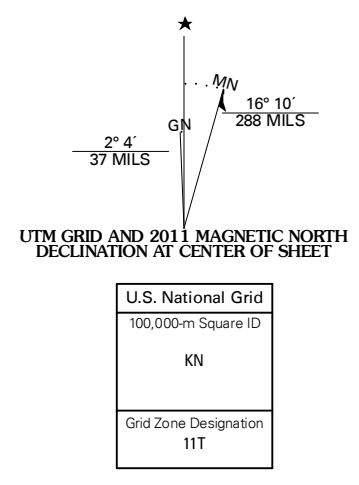 MN
16° 10´
288 MILS
GN
2° 4´
37 MILS
UTM GRID AND 2011 MAGNETIC NORTH
DECLINATION AT CENTER OF SHEET
U.S. National Grid
100,000-m Square ID
KN
Grid Zone Designation
11T